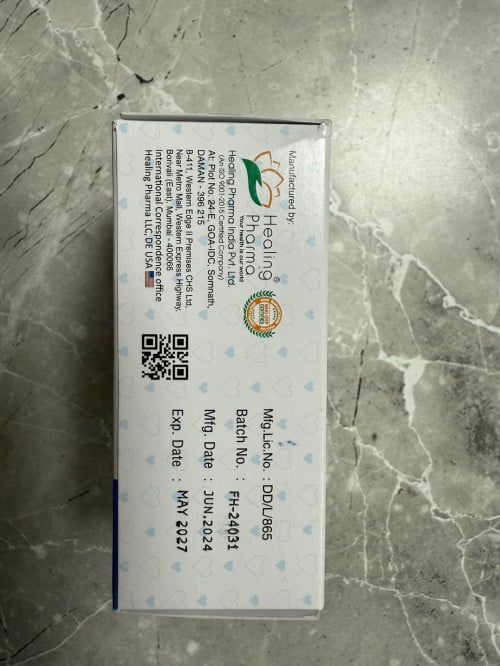 Manufactured by:
Healing®
Pharma
Your health is our world
Healing Pharma India Pvt. Ltd.
(An ISO 9001:2015 Certified Company)
At: Plot No. 24-E, GOA-IDC, Somnath,
DAMAN - 396 215
B-411, Western Edge II Premises CHS Ltd,
Near Metro Mall, Western Express Highway,
Borivali (East), Mumbai - 400066
International Correspondence office
Healing Pharma LLC, DE USA
Mfg.Lic.No. : DD/L/865
Batch No. : FH-24031
Mfg. Date : JUN.2024
Exp. Date : MAY 2027